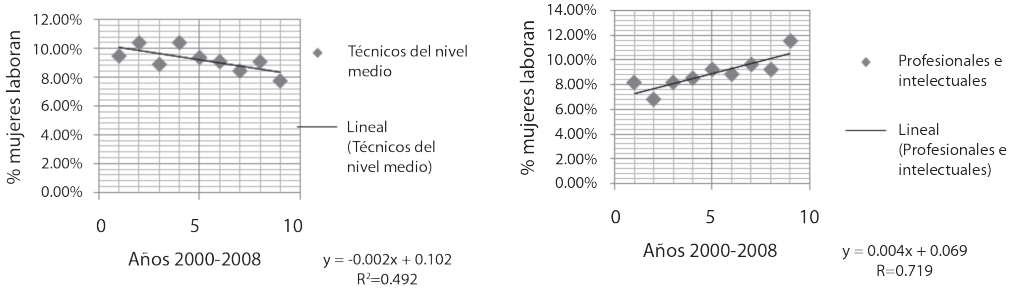 12.00%
10.00%
8.00%
6.00%
4.00%
2.00%
0.00%
% mujeres laboran
0 5 10
Años 2000-2008
Técnicos del nivel
medio
Lineal
(Técnicos del
nivel medio)
y = -0.002x + 0.102
R²=0.492
14.00%
12.00%
10.00%
8.00%
6.00%
4.00%
2.00%
0.00%
% mujeres laboran
0 5 10
Años 2000-2008
Profesionales e
intelectuales
Lineal
(Profesionales e
intelectuales)
y = 0.004x + 0.069
R=0.719